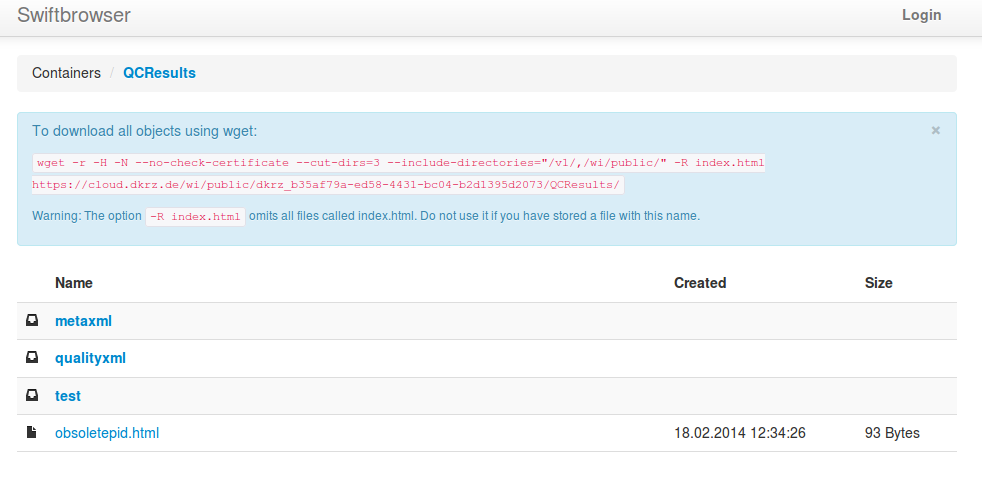 Swiftbrowser
Login
Containers / QCResults
To download all objects using wget:
×
wget -r -H -N --no-check-certificate --cut-dirs=3 --include-directories="/v1/,/wi/public/" -R index.html
https://cloud.dkrz.de/wi/public/dkrz_b35af79a-ed58-4431-bc04-b2d1395d2073/QCResults/
Warning: The option -R index.html omits all files called index.html. Do not use it if you have stored a file with this name.
Name Created Size
metaxml
qualityxml
test
obsoletepid.html 18.02.2014 12:34:26 93 Bytes